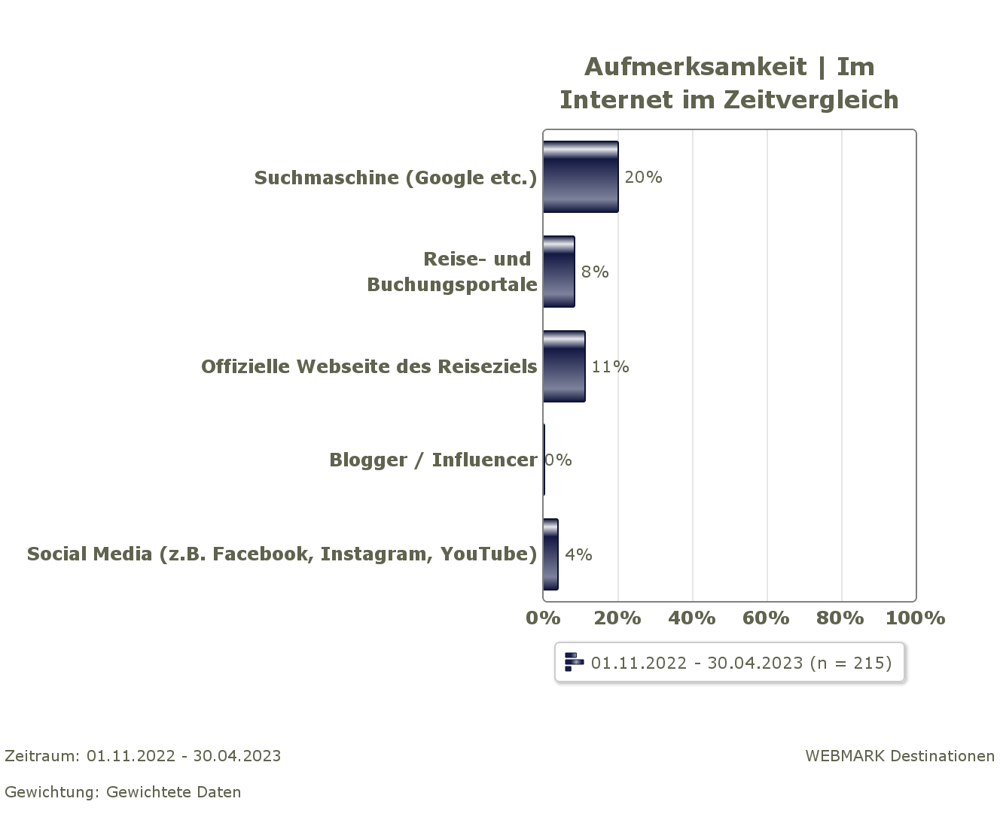 Aufmerksamkeit | Im
Internet im Zeitvergleich
Suchmaschine (Google etc.)
20%
Reise- und
Buchungsportale
8%
Offizielle Webseite des Reiseziels
11%
Blogger / Influencer
0%
Social Media (z.B. Facebook, Instagram, YouTube)
4%
0% 20% 40% 60% 80% 100%
01.11.2022 - 30.04.2023 (n = 215)
Zeitraum: 01.11.2022 - 30.04.2023
WEBMARK Destinationen
Gewichtung: Gewichtete Daten